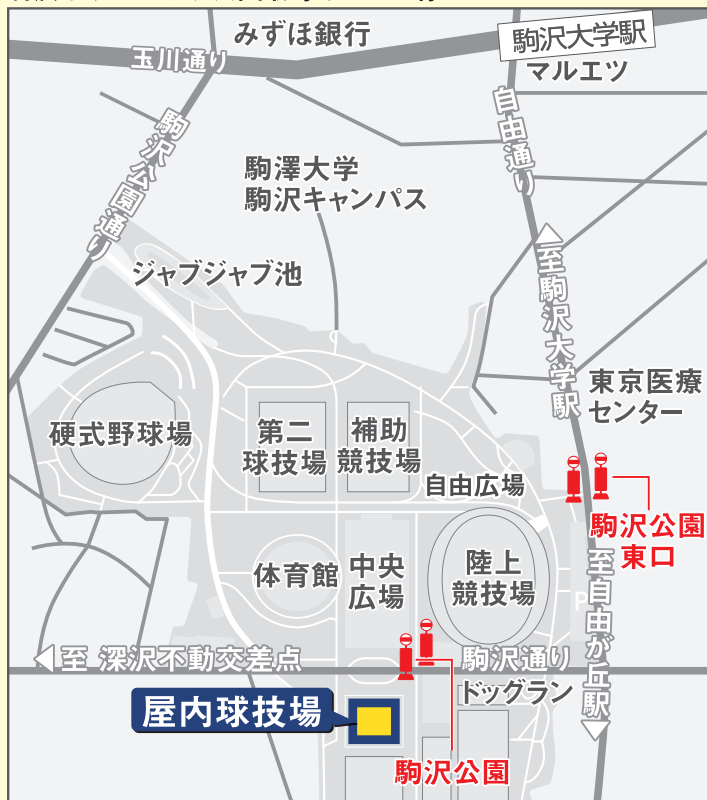 みずほ銀行
駒沢大学駅
玉川通り
マルエツ
駒沢公園通り
自由通り
駒澤大学
駒沢キャンパス
ジャブジャブ池
至駒沢大学駅
東京医療
センター
硬式野球場
第二
球技場
補助
競技場
自由広場
駒沢公園
東口
体育館
中央
広場
陸上
競技場
P
至自由が丘駅
至 深沢不動交差点
駒沢通り
ドッグラン
屋内球技場
駒沢公園